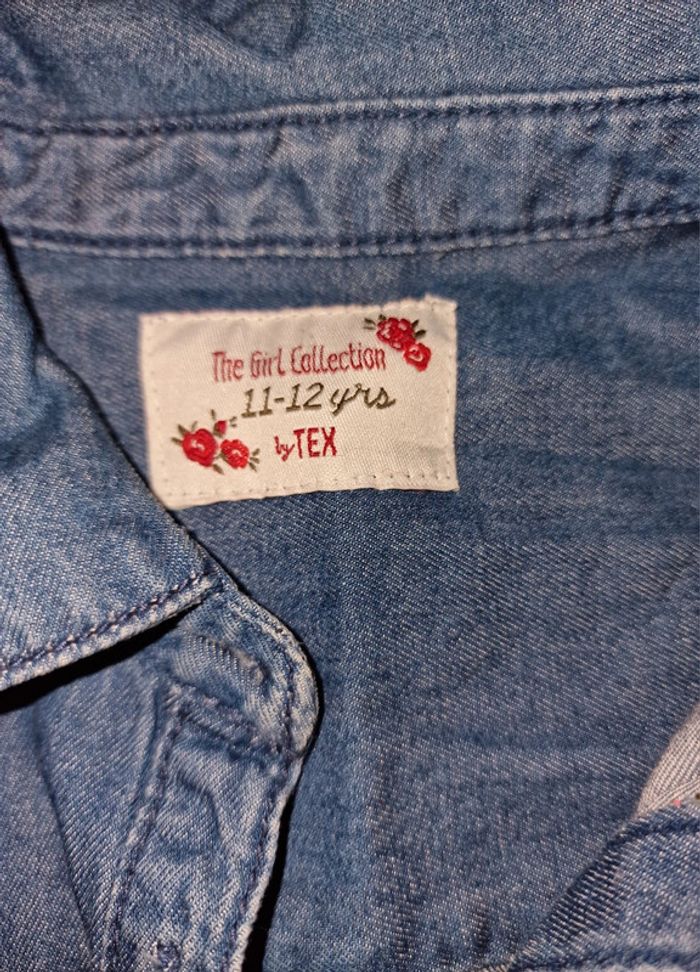 The Girl Collection
11-12 yrs
by TEX